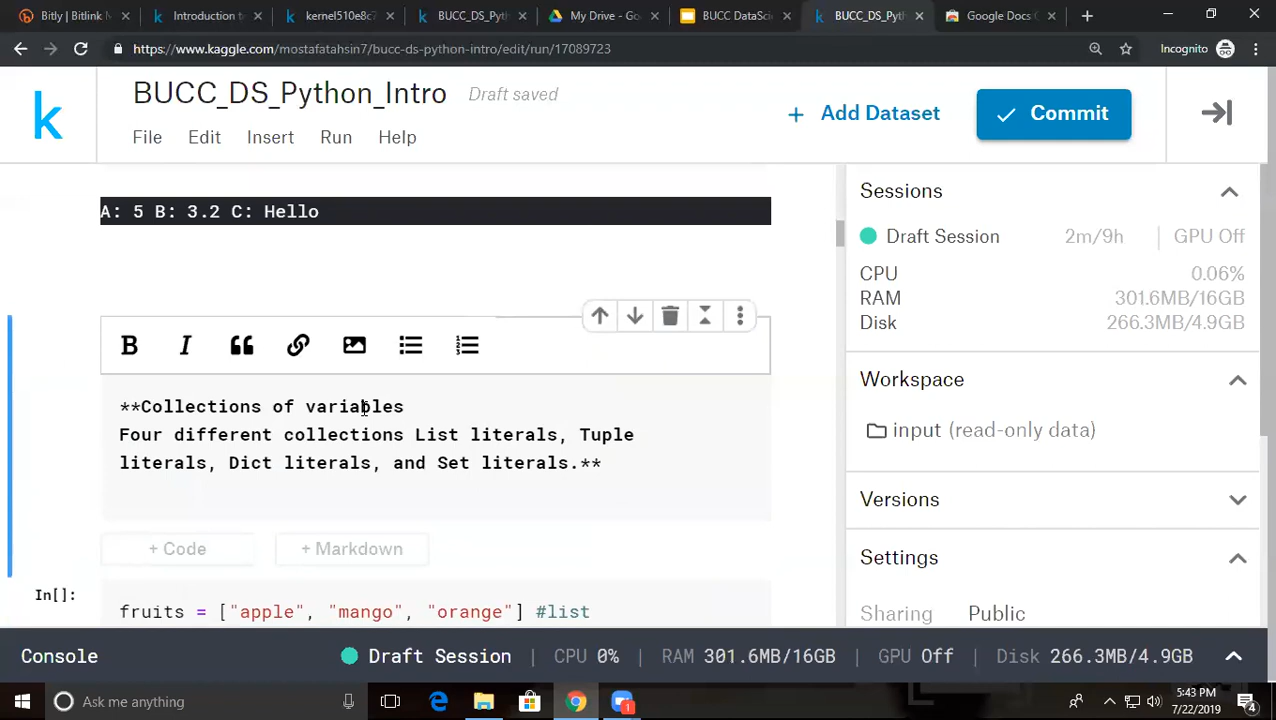 Bitly | Bitlink M
Introduction t
kernel510e8c7
BUCC_DS_Pyt
My Drive - Go
BUCC DataSci
BUCC_DS_Pyt
Google Docs O
https://www.kaggle.com/mostafatahsin7/bucc-ds-python-intro/edit/run/17089723
Incognito
k
BUCC_DS_Python_Intro
Draft saved
File Edit Insert Run Help
+ Add Dataset
Commit
A: 5 B: 3.2 C: Hello
B I
**Collections of variables
Four different collections List literals, Tuple
literals, Dict literals, and Set literals.**
+ Code
+ Markdown
In[]:
fruits = ["apple", "mango", "orange"] #list
Sessions
Draft Session 2m/9h GPU Off
CPU 0.06%
RAM 301.6MB/16GB
Disk 266.3MB/4.9GB
Workspace
input (read-only data)
Versions
Settings
Sharing Public
Console Draft Session | CPU 0% | RAM 301.6MB/16GB | GPU Off | Disk 266.3MB/4.9GB
Ask me anything
1
5:43 PM
7/22/2019
4